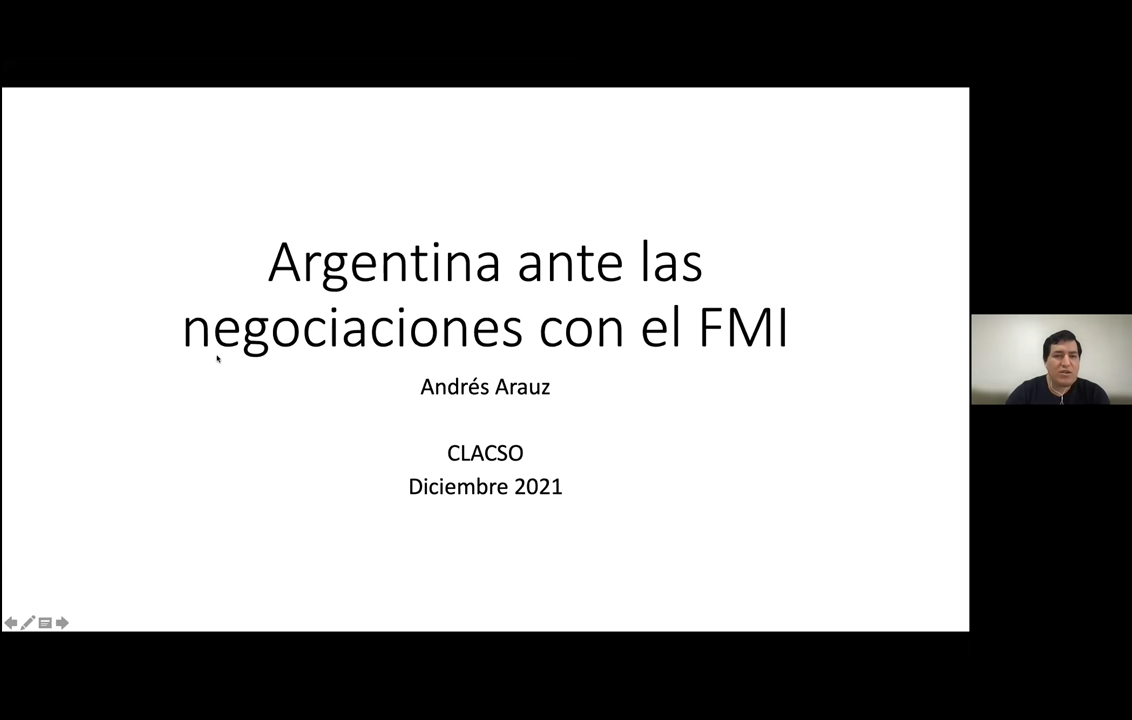 Argentina ante las
negociaciones con el FMI
Andrés Arauz
CLACSO
Diciembre 2021